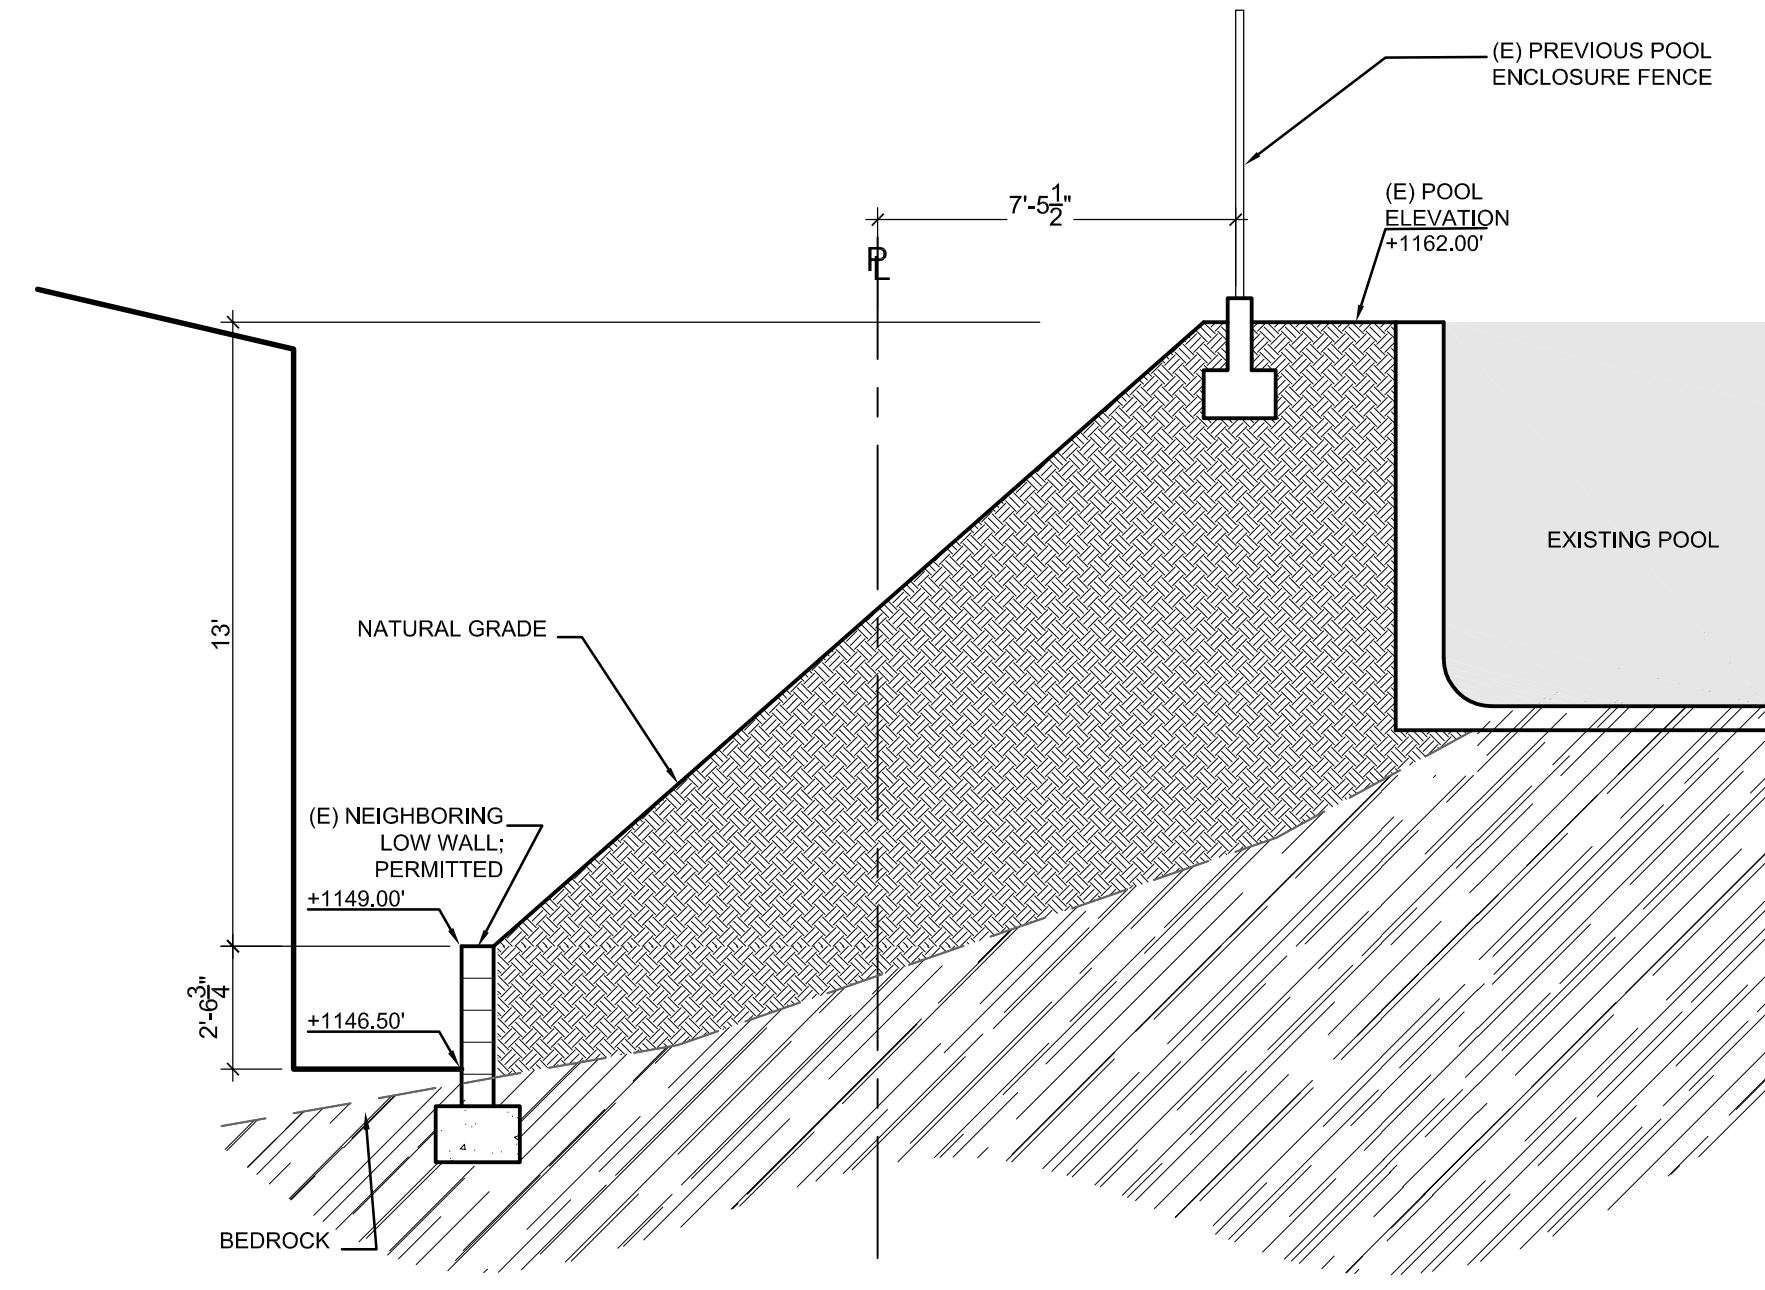 (E) PREVIOUS POOL
ENCLOSURE FENCE
7'-5 1/2"
(E) POOL
ELEVATION
+1162.00'
PL
EXISTING POOL
13'
NATURAL GRADE
(E) NEIGHBORING
LOW WALL;
PERMITTED
+1149.00'
2'-6 3/4"
+1146.50'
BEDROCK